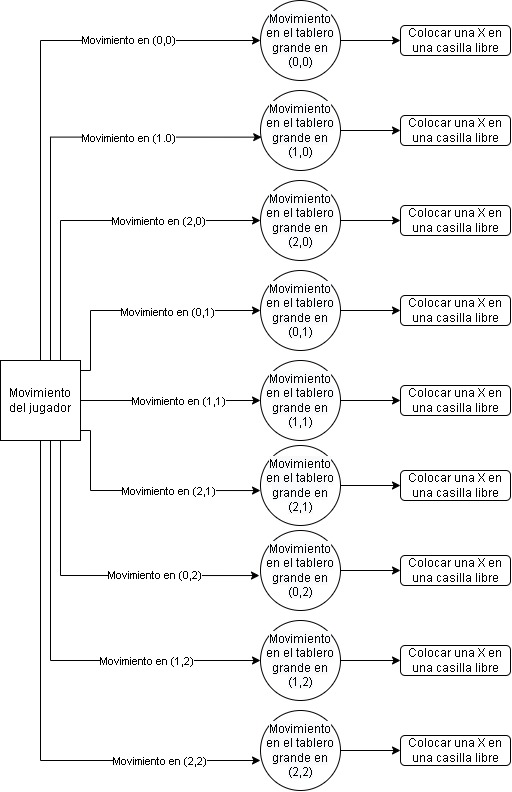 Movimiento en (0,0)
Movimiento
en el tablero
grande en
(0,0)
Colocar una X en
una casilla libre
Movimiento en (1.0)
Movimiento
en el tablero
grande en
(1,0)
Colocar una X en
una casilla libre
Movimiento en (2,0)
Movimiento
en el tablero
grande en
(2,0)
Colocar una X en
una casilla libre
Movimiento en (0,1)
Movimiento
en el tablero
grande en
(0,1)
Colocar una X en
una casilla libre
Movimiento
del jugador
Movimiento en (1,1)
Movimiento
en el tablero
grande en
(1,1)
Colocar una X en
una casilla libre
Movimiento en (2,1)
Movimiento
en el tablero
grande en
(2,1)
Colocar una X en
una casilla libre
Movimiento en (0,2)
Movimiento
en el tablero
grande en
(0,2)
Colocar una X en
una casilla libre
Movimiento en (1,2)
Movimiento
en el tablero
grande en
(1,2)
Colocar una X en
una casilla libre
Movimiento en (2,2)
Movimiento
en el tablero
grande en
(2,2)
Colocar una X en
una casilla libre